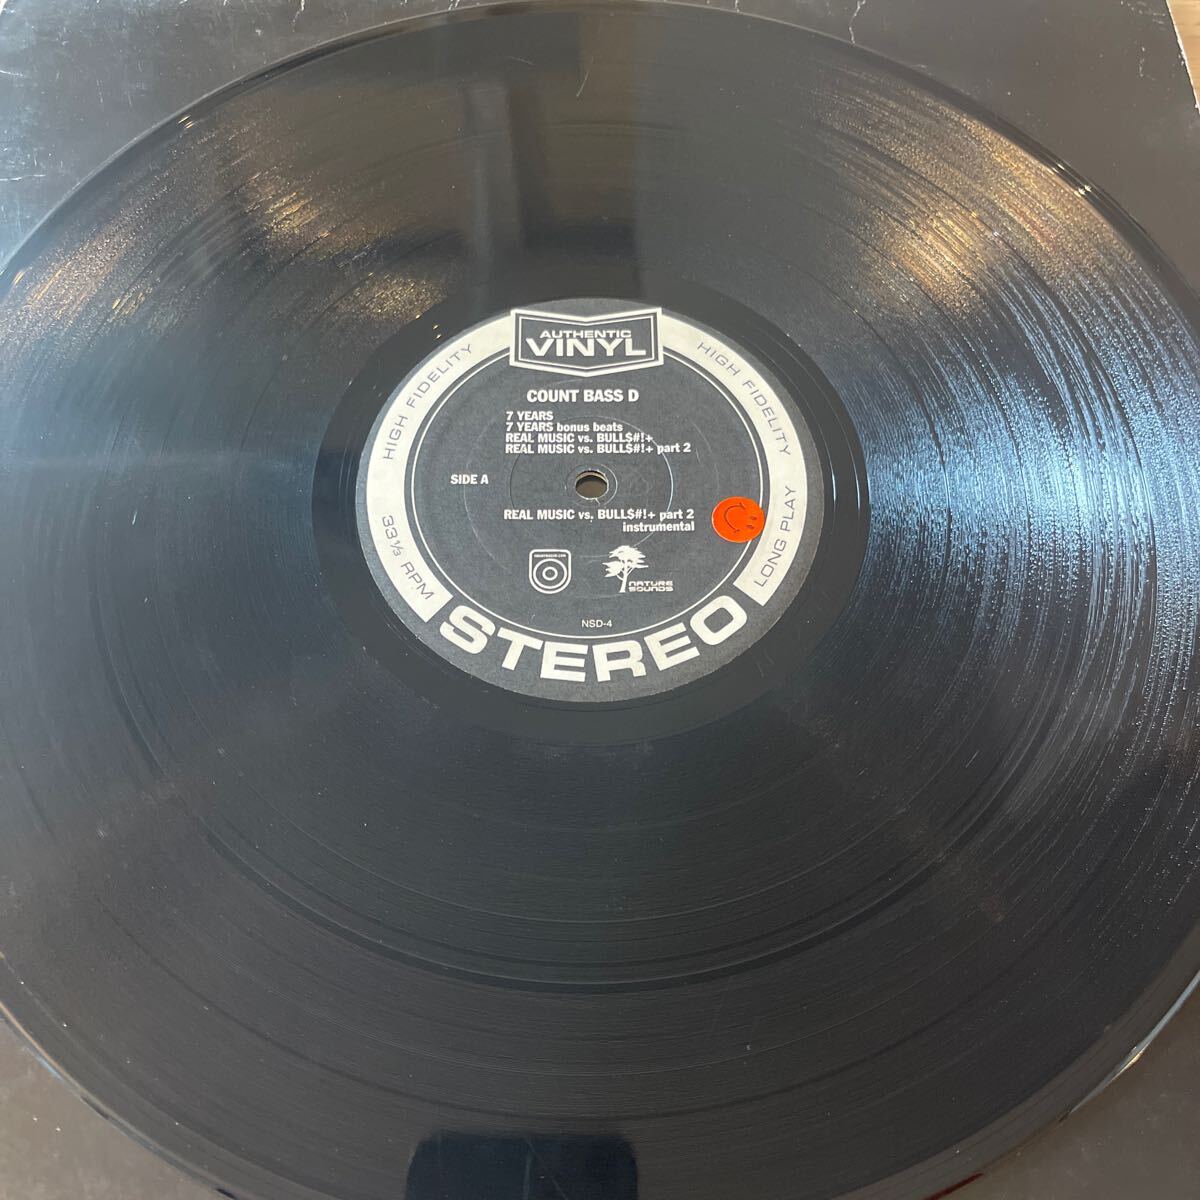 AUTHENTIC
VINYL
HIGH FIDELITY
HIGH FIDELITY
COUNT BASS D
7 YEARS
7 YEARS bonus beats
REAL MUSIC vs. BULL$#!+
REAL MUSIC vs. BULL$#!+ part 2
SIDE A
REAL MUSIC vs. BULL$#!+ part 2
instrumental
C
33⅓ RPM
LONG PLAY
NATURE
SOUNDS
NSD-4
STEREO